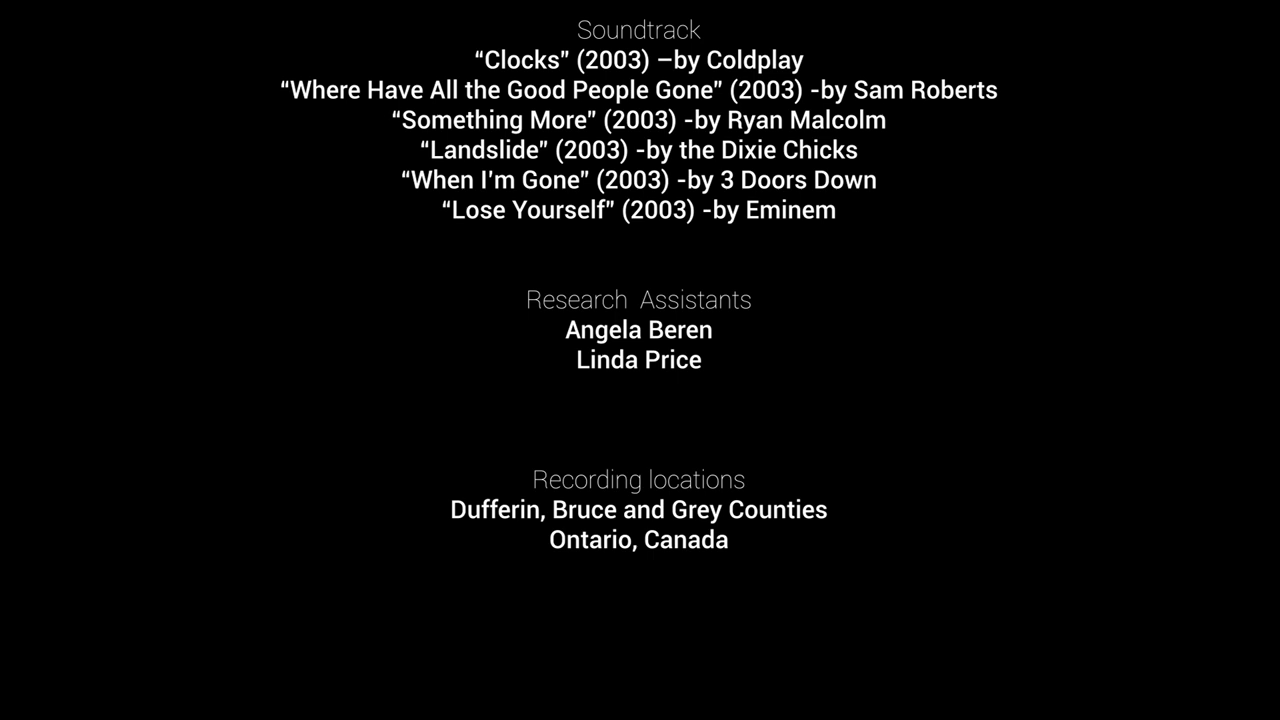 Soundtrack
“Clocks” (2003) –by Coldplay
“Where Have All the Good People Gone” (2003) -by Sam Roberts
“Something More” (2003) -by Ryan Malcolm
“Landslide” (2003) -by the Dixie Chicks
“When I'm Gone” (2003) -by 3 Doors Down
“Lose Yourself” (2003) -by Eminem
Research  Assistants
Angela Beren
Linda Price
Recording locations
Dufferin, Bruce and Grey Counties
Ontario, Canada